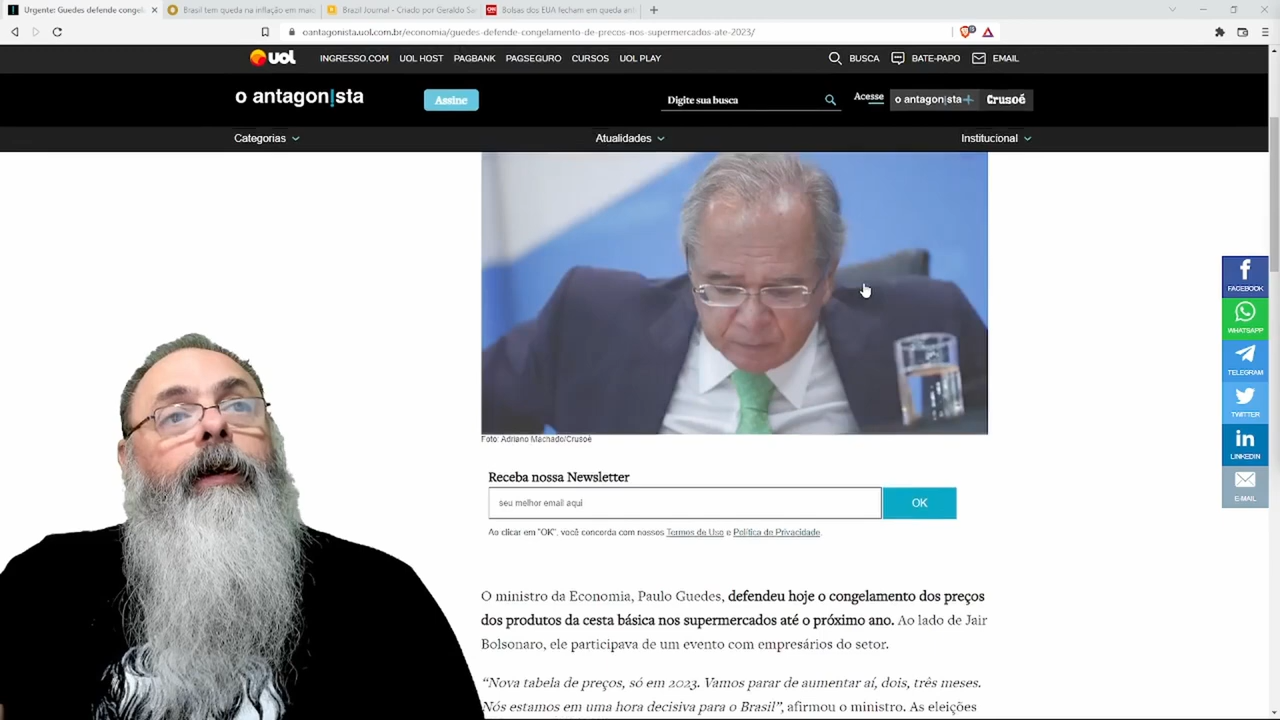 Urgente: Guedes defende congel
Brasil tem queda na inflação em maio
Brazil Journal - Criado por Geraldo Sa
Bolsas dos EUA fecham em queda ant
oantagonista.uol.com.br/economia/guedes-defende-congelamento-de-precos-nos-supermercados-ate-2023/
UOL INGRESSO.COM UOL HOST PAGBANK PAGSEGURO CURSOS UOL PLAY BUSCA BATE-PAPO EMAIL
o antagon!sta Assine Digite sua busca Acesse o antagonista+ Crusoé
Categorias Atualidades Institucional
FACEBOOK
WHATSAPP
TELEGRAM
TWITTER
LINKEDIN
E-MAIL
Foto: Adriano Machado/Crusoé
Receba nossa Newsletter
seu melhor email aqui OK
Ao clicar em "OK", você concorda com nossos Termos de Uso e Política de Privacidade.
O ministro da Economia, Paulo Guedes, defendeu hoje o congelamento dos preços
dos produtos da cesta básica nos supermercados até o próximo ano. Ao lado de Jair
Bolsonaro, ele participava de um evento com empresários do setor.
“Nova tabela de preços, só em 2023. Vamos parar de aumentar aí, dois, três meses.
Nós estamos em uma hora decisiva para o Brasil”, afirmou o ministro. As eleições